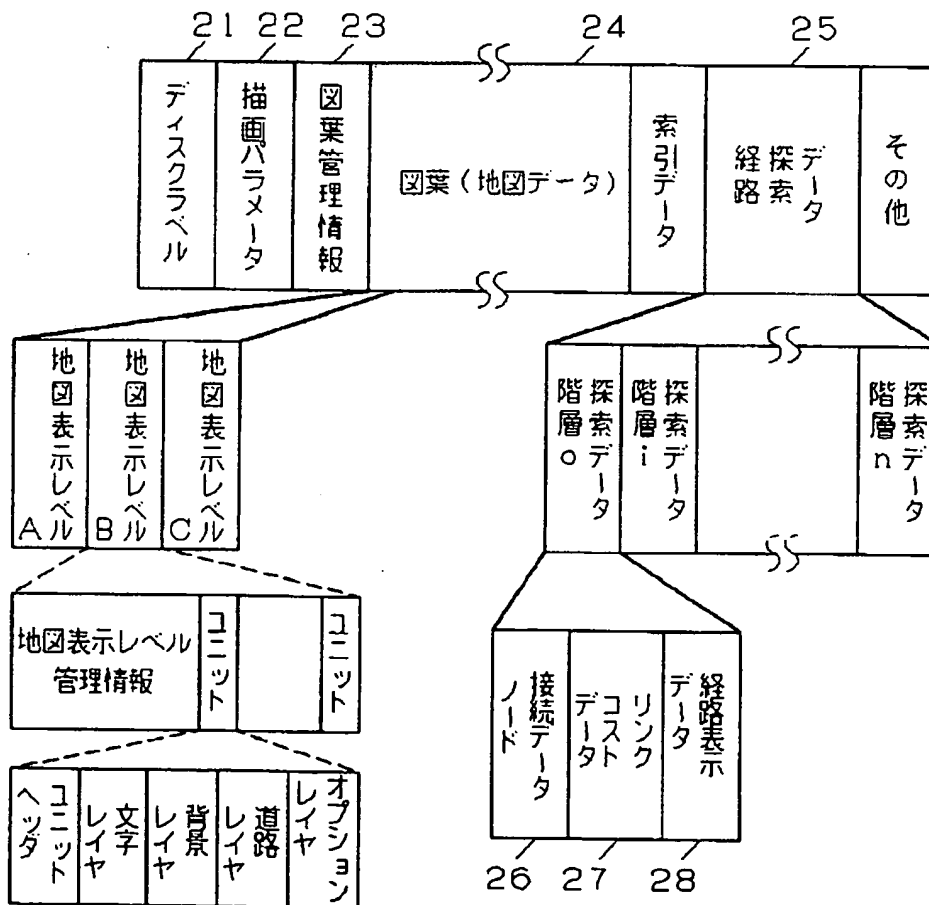 21
22
23
24
25
ディスクラベル
描画パラメータ
図葉管理情報
図葉(地図データ)
索引データ
経路
探索
データ
その他
地図表示レベル
A
地図表示レベル
B
地図表示レベル
C
階層o
探索データ
階層i
探索データ
階層n
探索データ
地図表示レベル
管理情報
ユニット
ユニット
ユニット
ヘッダ
文字
レイヤ
背景
レイヤ
道路
レイヤ
オプション
レイヤ
ノード
接続データ
リンク
コスト
データ
経路表示
データ
26
27
28